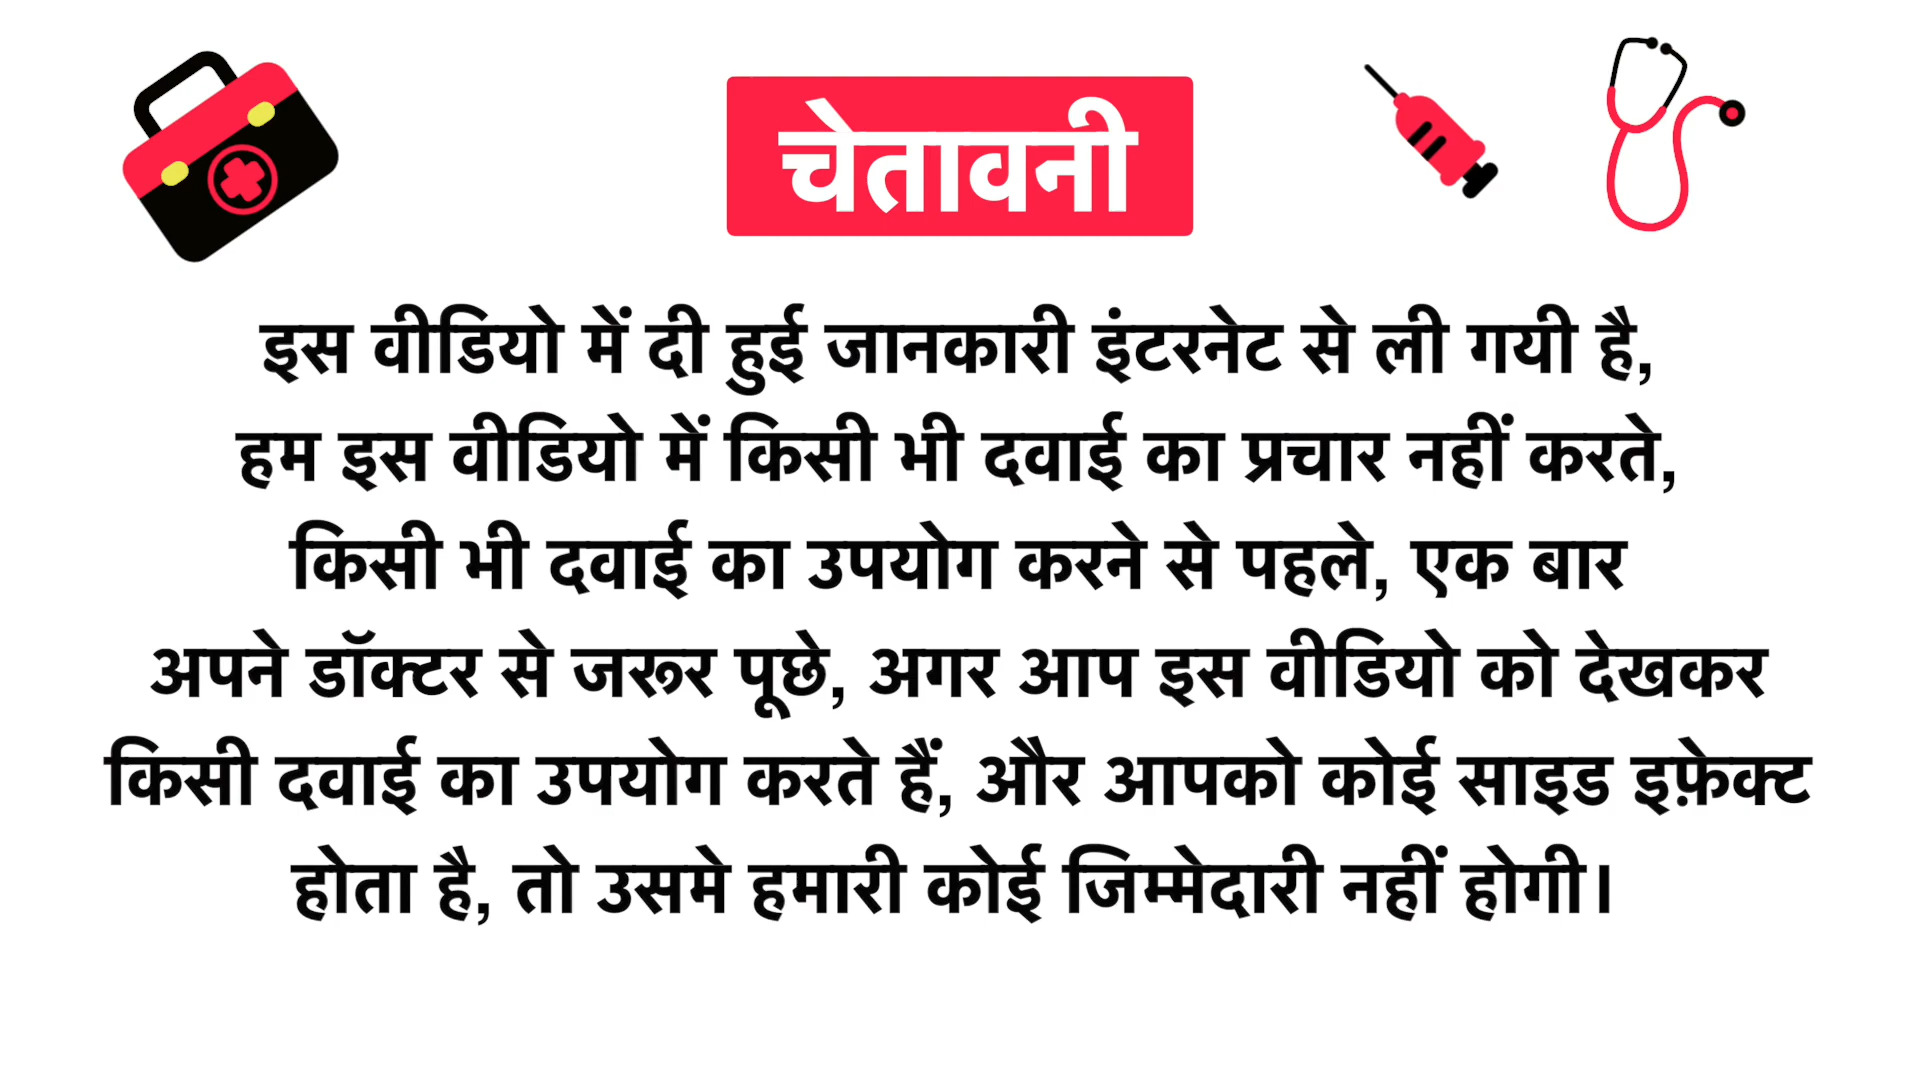 चेतावनी
इस वीडियो में दी हुई जानकारी इंटरनेट से ली गयी है,
हम इस वीडियो में किसी भी दवाई का प्रचार नहीं करते,
किसी भी दवाई का उपयोग करने से पहले, एक बार
अपने डॉक्टर से जरूर पूछे, अगर आप इस वीडियो को देखकर
किसी दवाई का उपयोग करते हैं, और आपको कोई साइड इफ़ेक्ट
होता है, तो उसमे हमारी कोई जिम्मेदारी नहीं होगी।